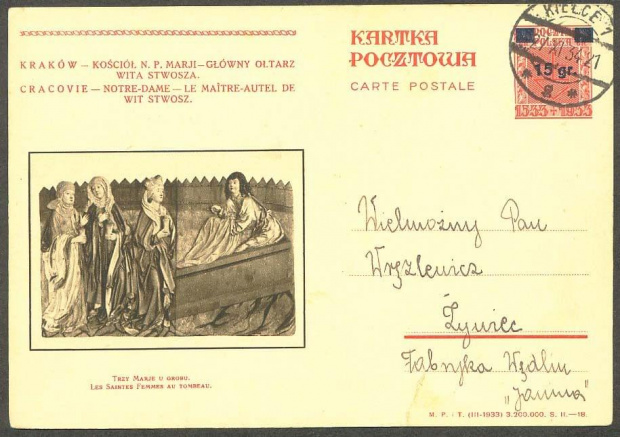 KRAKÓW — KOŚCIÓŁ N. P. MARJI — GŁÓWNY OŁTARZ
WITA STWOSZA.
CRACOVIE — NOTRE-DAME — LE MAÎTRE-AUTEL DE
WIT STWOSZ.
KARTKA
POCZTOWA
CARTE POSTALE
KIELCE 1
15 gr.
1533 + 1933
Wielmożny Pan
Żywiec
Fabryka Wędlin
„Janina”
TRZY MARJE U GROBU.
LES SAINTES FEMMES AU TOMBEAU.
M. P. - T. (III-1933) 3.200.000. S. II.—18.